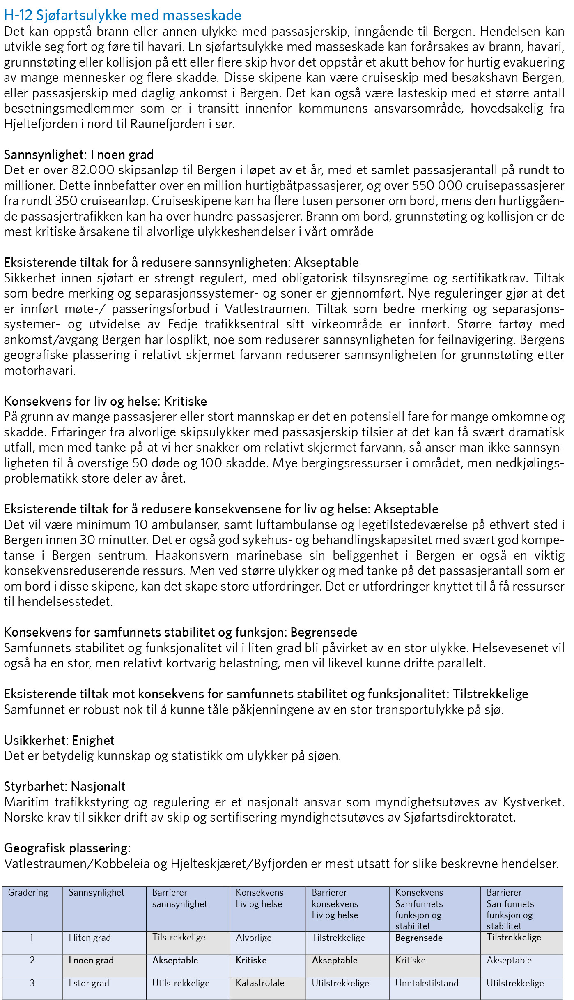 H-12 Sjøfartsulykke med masseskade
Det kan oppstå brann eller annen ulykke med passasjerskip, inngående til Bergen. Hendelsen kan
utvikle seg fort og føre til havari. En sjøfartsulykke med masseskade kan forårsakes av brann, havari,
grunnstøting eller kollisjon på ett eller flere skip hvor det oppstår et akutt behov for hurtig evakuering
av mange mennesker og flere skadde. Disse skipene kan være cruiseskip med besøkshavn Bergen,
eller passasjerskip med daglig ankomst i Bergen. Det kan også være lasteskip med et større antall
besetningsmedlemmer som er i transitt innenfor kommunens ansvarsområde, hovedsakelig fra
Hjeltefjorden i nord til Raunefjorden i sør.
Sannsynlighet: I noen grad
Det er over 82.000 skipsanløp til Bergen i løpet av et år, med et samlet passasjerantall på rundt to
millioner. Dette innbefatter over en million hurtigbåtpassasjerer, og over 550 000 cruisepassasjerer
fra rundt 350 cruiseanløp. Cruiseskipene kan ha flere tusen personer om bord, mens den hurtiggåen-
de passasjertrafikken kan ha over hundre passasjerer. Brann om bord, grunnstøting og kollisjon er de
mest kritiske årsakene til alvorlige ulykkeshendelser i vårt område
Eksisterende tiltak for å redusere sannsynligheten: Akseptable
Sikkerhet innen sjøfart er strengt regulert, med obligatorisk tilsynsregime og sertifikatkrav. Tiltak
som bedre merking og separasjonssystemer- og soner er gjennomført. Nye reguleringer gjør at det
er innført møte-/ passeringsforbud i Vatlestraumen. Tiltak som bedre merking og separasjons-
systemer- og utvidelse av Fedje trafikksentral sitt virkeområde er innført. Større fartøy med
ankomst/avgang Bergen har losplikt, noe som reduserer sannsynligheten for feilnavigering. Bergens
geografiske plassering i relativt skjermet farvann reduserer sannsynligheten for grunnstøting etter
motorhavari.
Konsekvens for liv og helse: Kritiske
På grunn av mange passasjerer eller stort mannskap er det en potensiell fare for mange omkomne og
skadde. Erfaringer fra alvorlige skipsulykker med passasjerskip tilsier at det kan få svært dramatisk
utfall, men med tanke på at vi her snakker om relativt skjermet farvann, så anser man ikke sannsyn-
ligheten til å overstige 50 døde og 100 skadde. Mye bergingsressurser i området, men nedkjølings-
problematikk store deler av året.
Eksisterende tiltak for å redusere konsekvensene for liv og helse: Akseptable
Det vil være minimum 10 ambulanser, samt luftambulanse og legetilstedeværelse på ethvert sted i
Bergen innen 30 minutter. Det er også god sykehus- og behandlingskapasitet med svært god kompe-
tanse i Bergen sentrum. Haakonsvern marinebase sin beliggenhet i Bergen er også en viktig
konsekvensreduserende ressurs. Men ved større ulykker og med tanke på det passasjerantall som er
om bord i disse skipene, kan det skape store utfordringer. Det er utfordringer knyttet til å få ressurser
til hendelsesstedet.
Konsekvens for samfunnets stabilitet og funksjon: Begrensede
Samfunnets stabilitet og funksjonalitet vil i liten grad bli påvirket av en stor ulykke. Helsevesenet vil
også ha en stor, men relativt kortvarig belastning, men vil likevel kunne drifte parallelt.
Eksisterende tiltak mot konsekvens for samfunnets stabilitet og funksjonalitet: Tilstrekkelige
Samfunnet er robust nok til å kunne tåle påkjenningene av en stor transportulykke på sjø.
Usikkerhet: Enighet
Det er betydelig kunnskap og statistikk om ulykker på sjøen.
Styrbarhet: Nasjonalt
Maritim trafikkstyring og regulering er et nasjonalt ansvar som myndighetsutøves av Kystverket.
Norske krav til sikker drift av skip og sertifisering myndighetsutøves av Sjøfartsdirektoratet.
Geografisk plassering:
Vatlestraumen/Kobbeleia og Hjelteskjæret/Byfjorden er mest utsatt for slike beskrevne hendelser.
Gradering Sannsynlighet Barrierer Konsekvens Barrierer Konsekvens Barrierer
sannsynlighet Liv og helse konsekvens Samfunnets Samfunnets
Liv og helse funksjon og funksjon og
stabilitet stabilitet
1 I liten grad Tilstrekkelige Alvorlige Tilstrekkelige Begrensede Tilstrekkelige
2 I noen grad Akseptable Kritiske Akseptable Kritiske Akseptable
3 I stor grad Utilstrekkelige Katastrofale Utilstrekkelige Unntakstilstand Utilstrekkelige